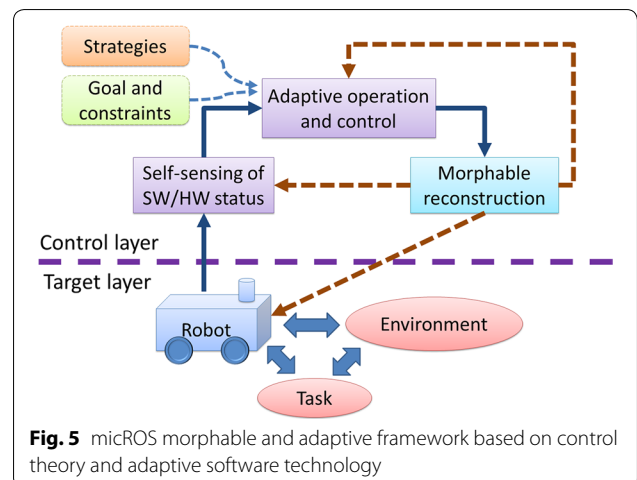 Strategies
Goal and
constraints
Adaptive operation
and control
Self-sensing of
SW/HW status
Morphable
reconstruction
Control layer
Target layer
Robot
Environment
Task
Fig. 5 micROS morphable and adaptive framework based on control
theory and adaptive software technology